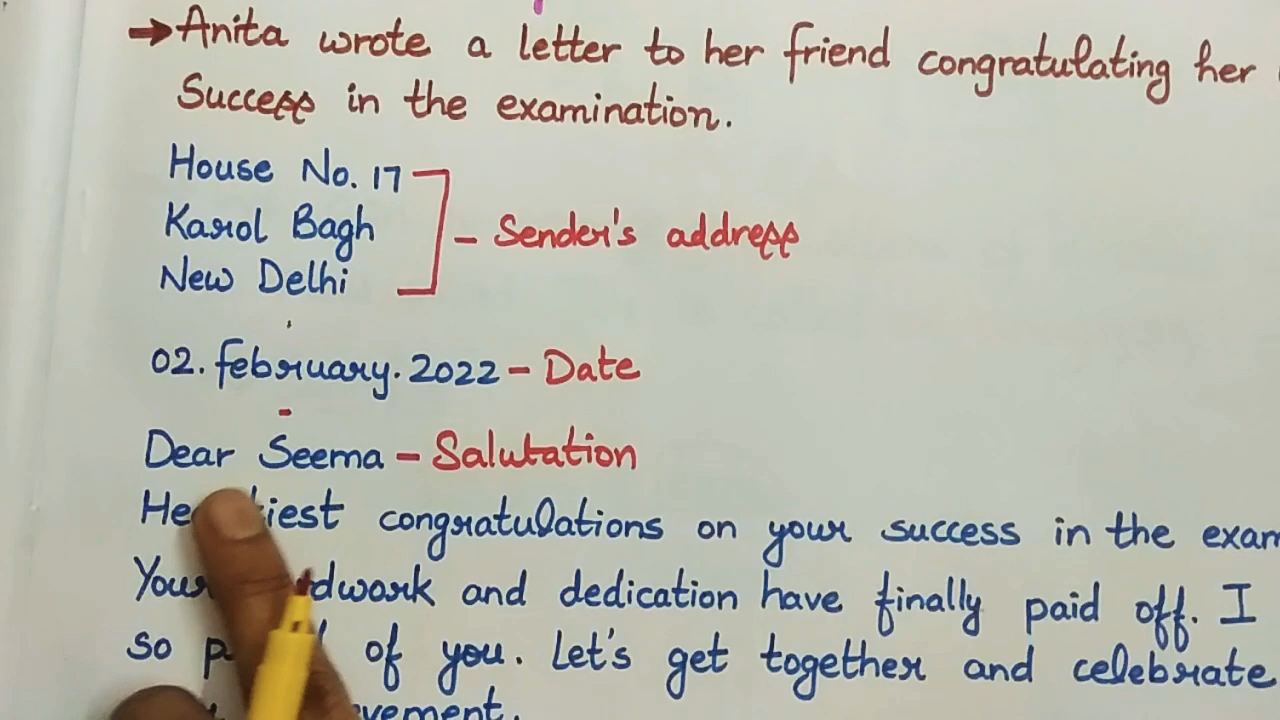 → Anita wrote a letter to her friend congratulating her
Success in the examination.
House No. 17
Karol Bagh
New Delhi
- Sender's address
02. february. 2022 - Date
Dear Seema - Salutation
congratulations on your success in the
and dedication have finally paid off. I
so of you. Let's get together and celebrate